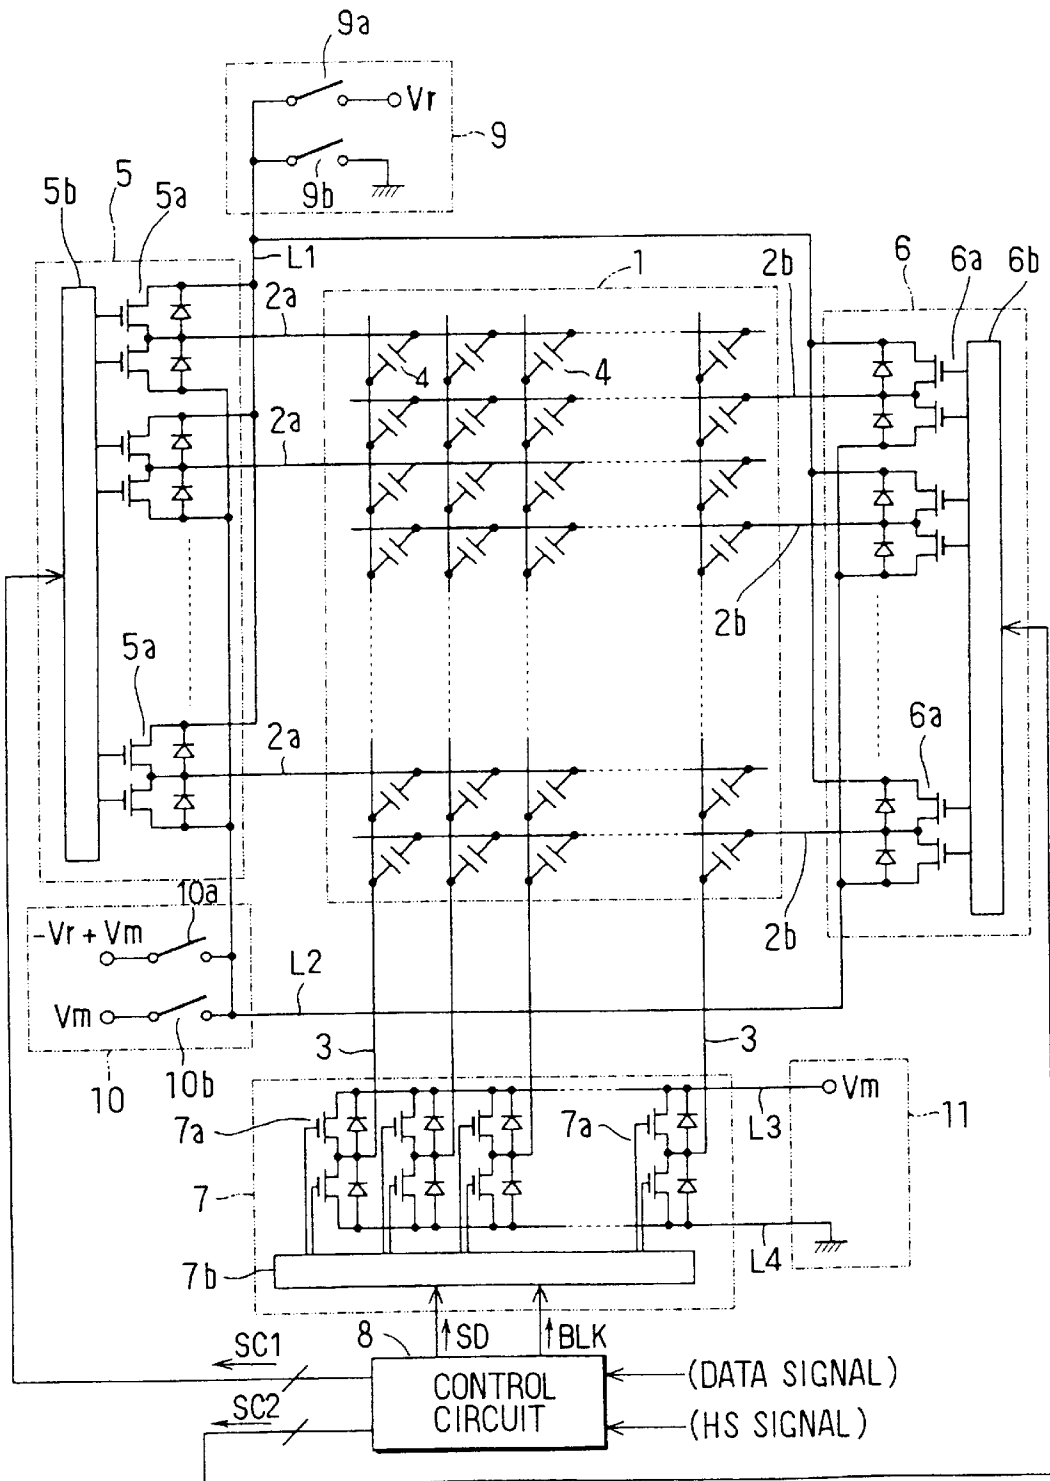 9a
Vr
9
9b
5b
5
5a
L1
1
2b
6
6a
6b
2a
4
4
2b
2a
2b
5a
6a
2a
10a
-Vr + Vm
2b
L2
Vm
3
3
10
10b
Vm
7a
7a
L3
11
7
L4
7b
8
SD
BLK
SC1
(DATA SIGNAL)
CONTROL
CIRCUIT
SC2
(HS SIGNAL)